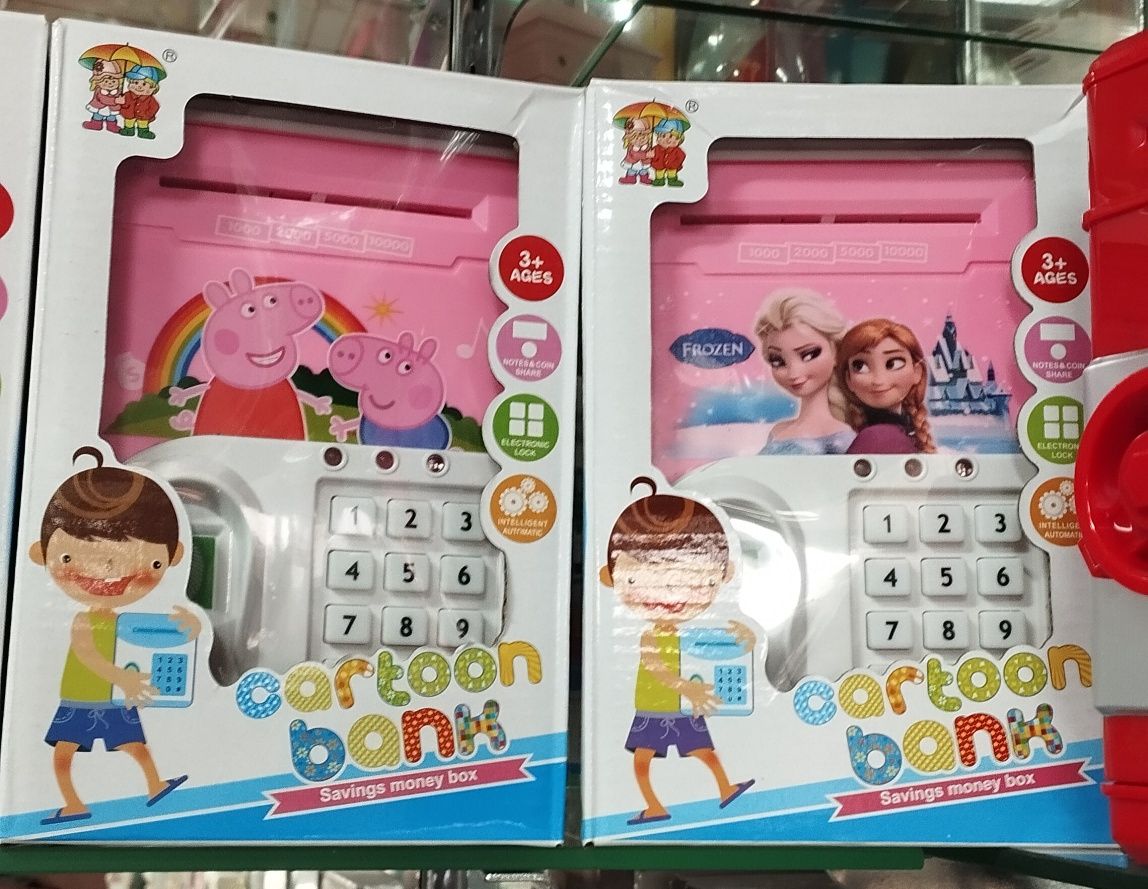 ®
1000 2000 5000 10000
3+
AGES
NOTES&COIN
SHARE
ELECTRONIC
LOCK
INTELLIGENT
AUTOMATIC
1 2 3
4 5 6
7 8 9
cartoon
bank
Savings money box
®
1000 2000 5000 10000
3+
AGES
FROZEN
NOTES&COIN
SHARE
ELECTRON
LOCK
INTELLIGE
AUTOMATI
1 2 3
4 5 6
7 8 9
cartoon
bank
Savings money box